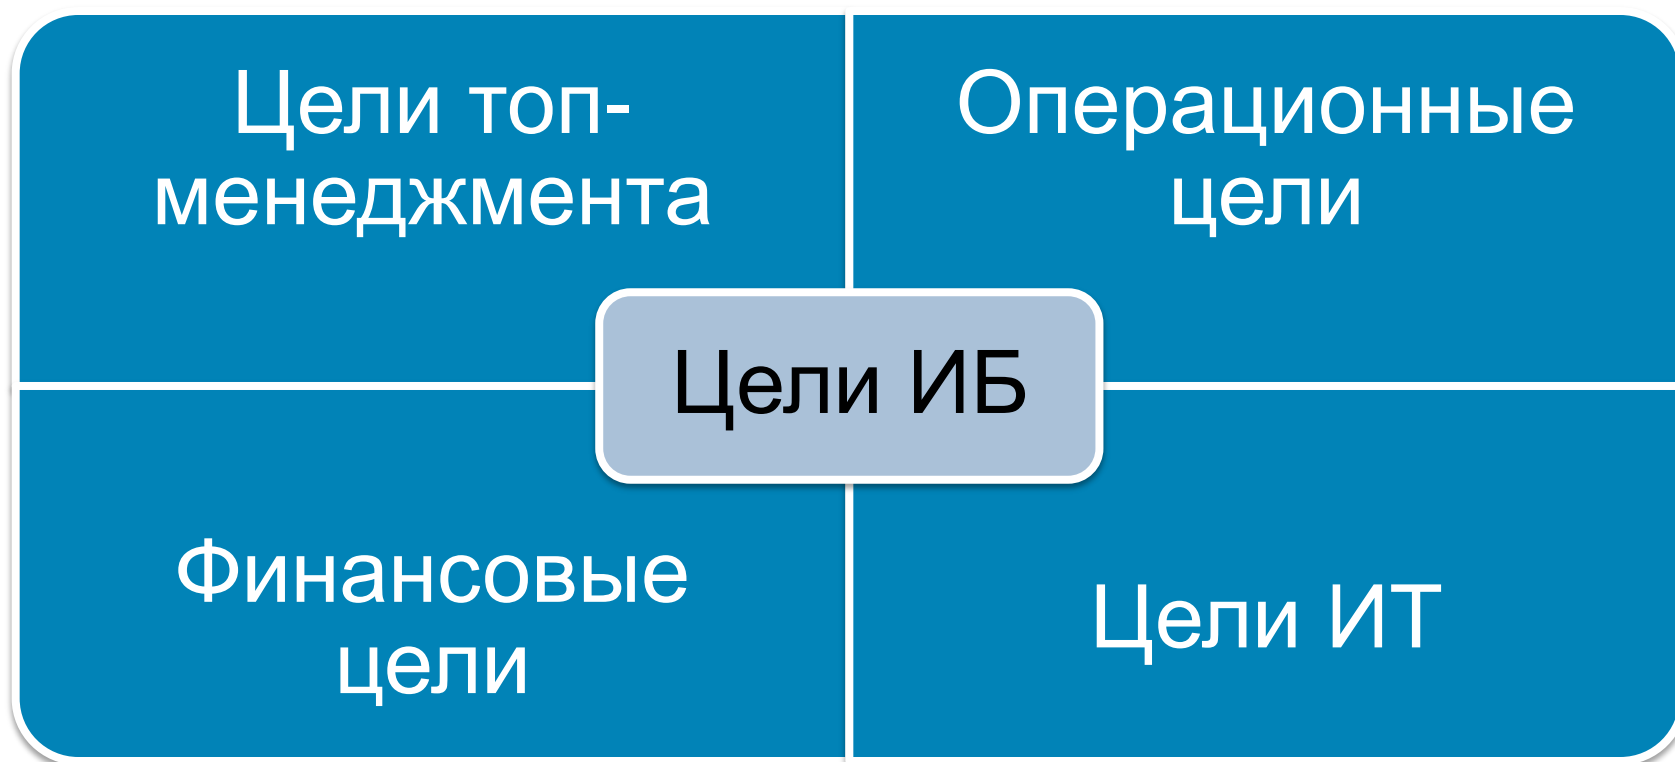 Цели топ-
менеджмента
Операционные
цели
Цели ИБ
Финансовые
цели
Цели ИТ